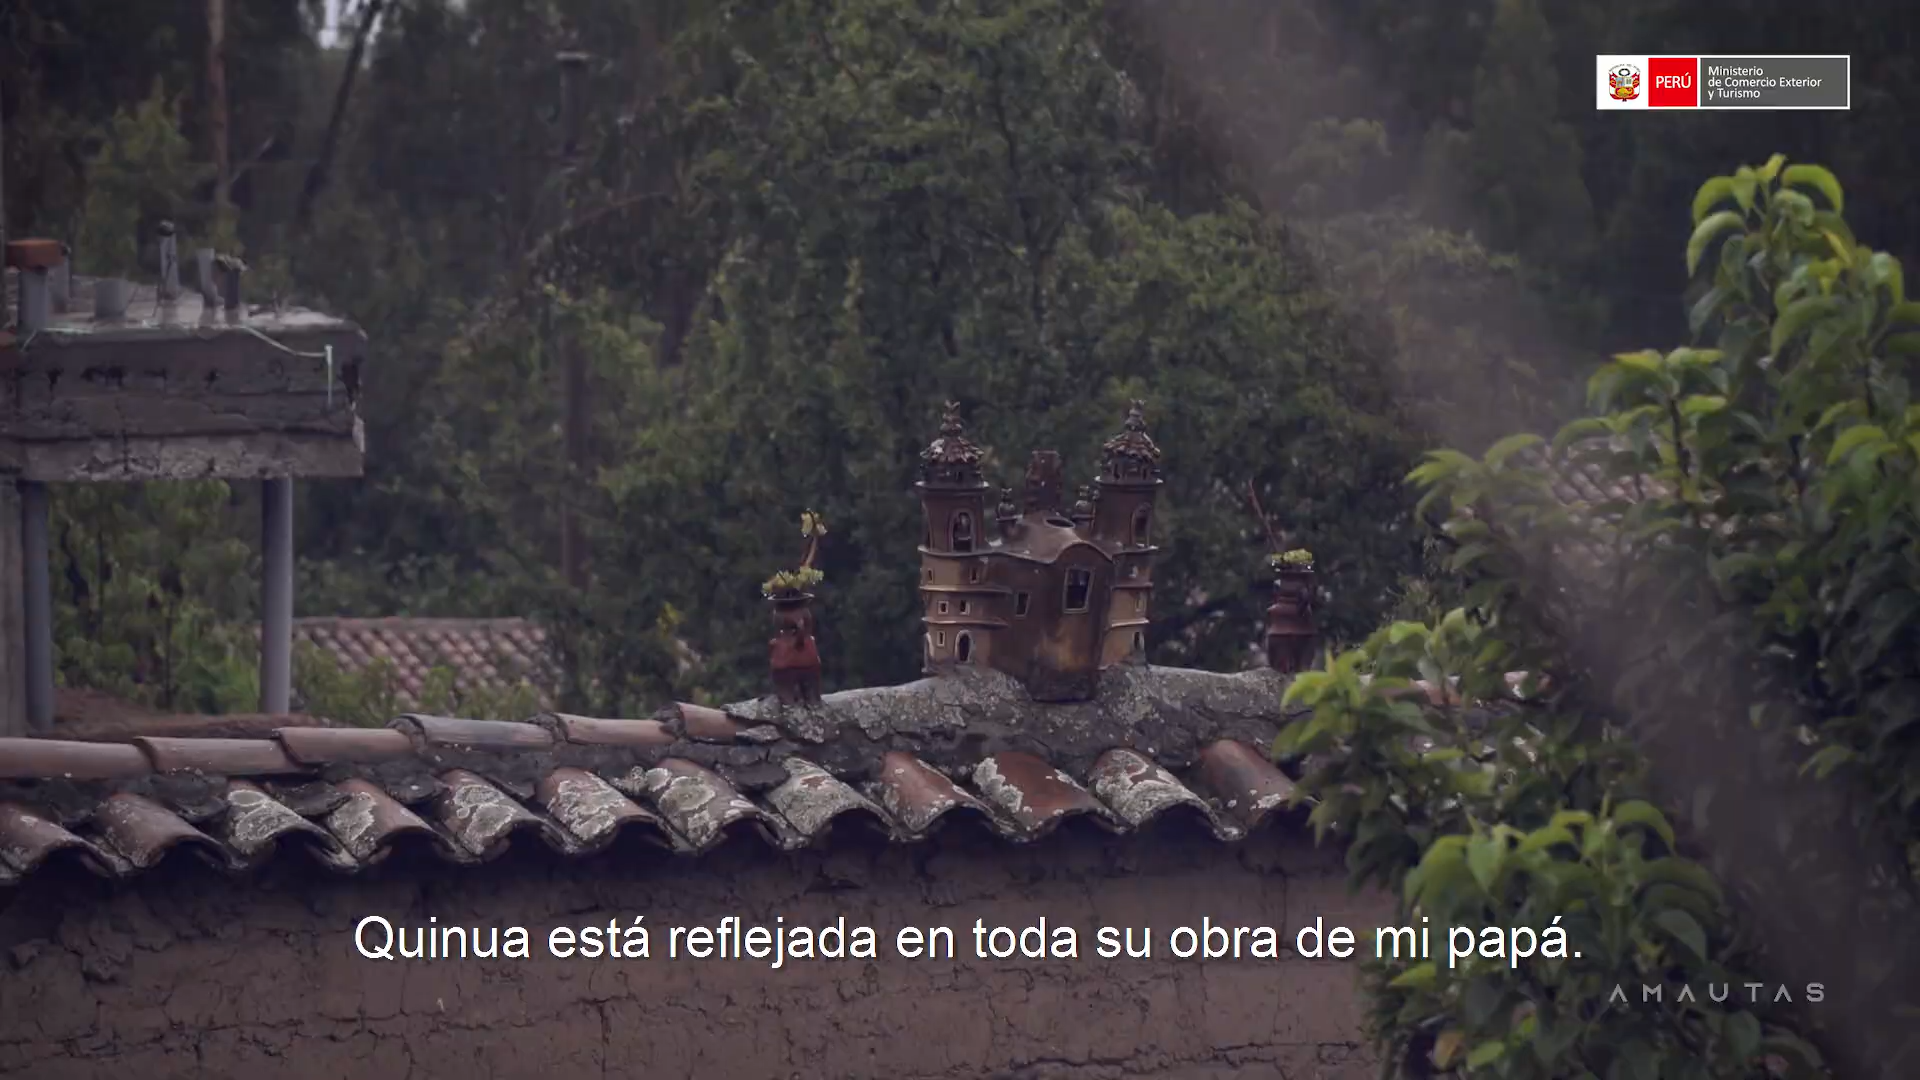 PERÚ
Ministerio
de Comercio Exterior
y Turismo
Quinua está reflejada en toda su obra de mi papá.
AMAUTAS